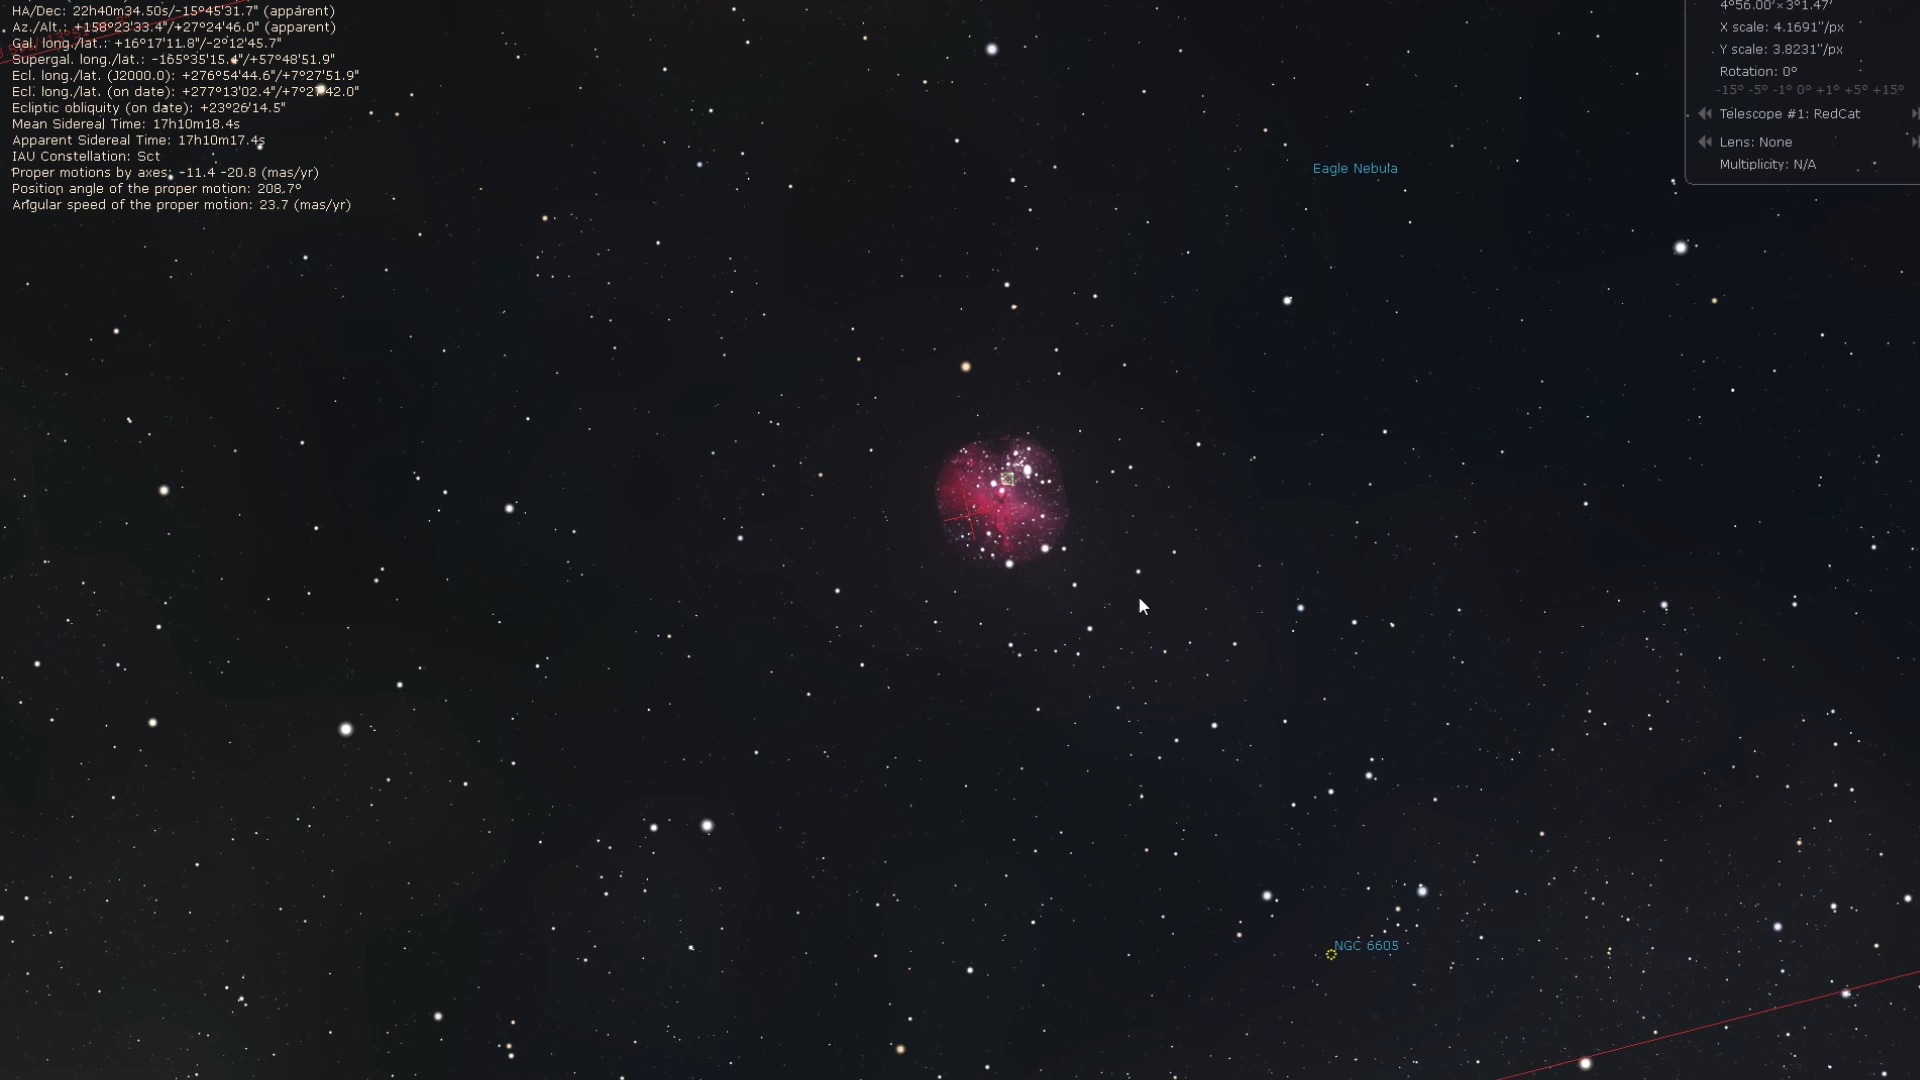 HA/Dec: 22h40m34.50s/-15°45'31.7" (apparent)
Az./Alt.: +158°23'33.4"/+27°24'46.0" (apparent)
Gal. long./lat.: +16°17'11.8"/-2°12'45.7"
Supergal. long./lat.: -165°35'15.4"/+57°48'51.9"
Ecl. long./lat. (J2000.0): +276°54'44.6"/+7°27'51.9"
Ecl. long./lat. (on date): +277°13'02.4"/+7°27'42.0"
Ecliptic obliquity (on date): +23°26'14.5"
Mean Sidereal Time: 17h10m18.4s
Apparent Sidereal Time: 17h10m17.4s
IAU Constellation: Sct
Proper motions by axes: -11.4 -20.8 (mas/yr)
Position angle of the proper motion: 208.7°
Angular speed of the proper motion: 23.7 (mas/yr)
4°56.00'×3°1.47'
X scale: 4.1691"/px
Y scale: 3.8231"/px
Rotation: 0°
-15° -5° -1° 0° +1° +5° +15°
Telescope #1: RedCat
Lens: None
Multiplicity: N/A
Eagle Nebula
NGC 6605